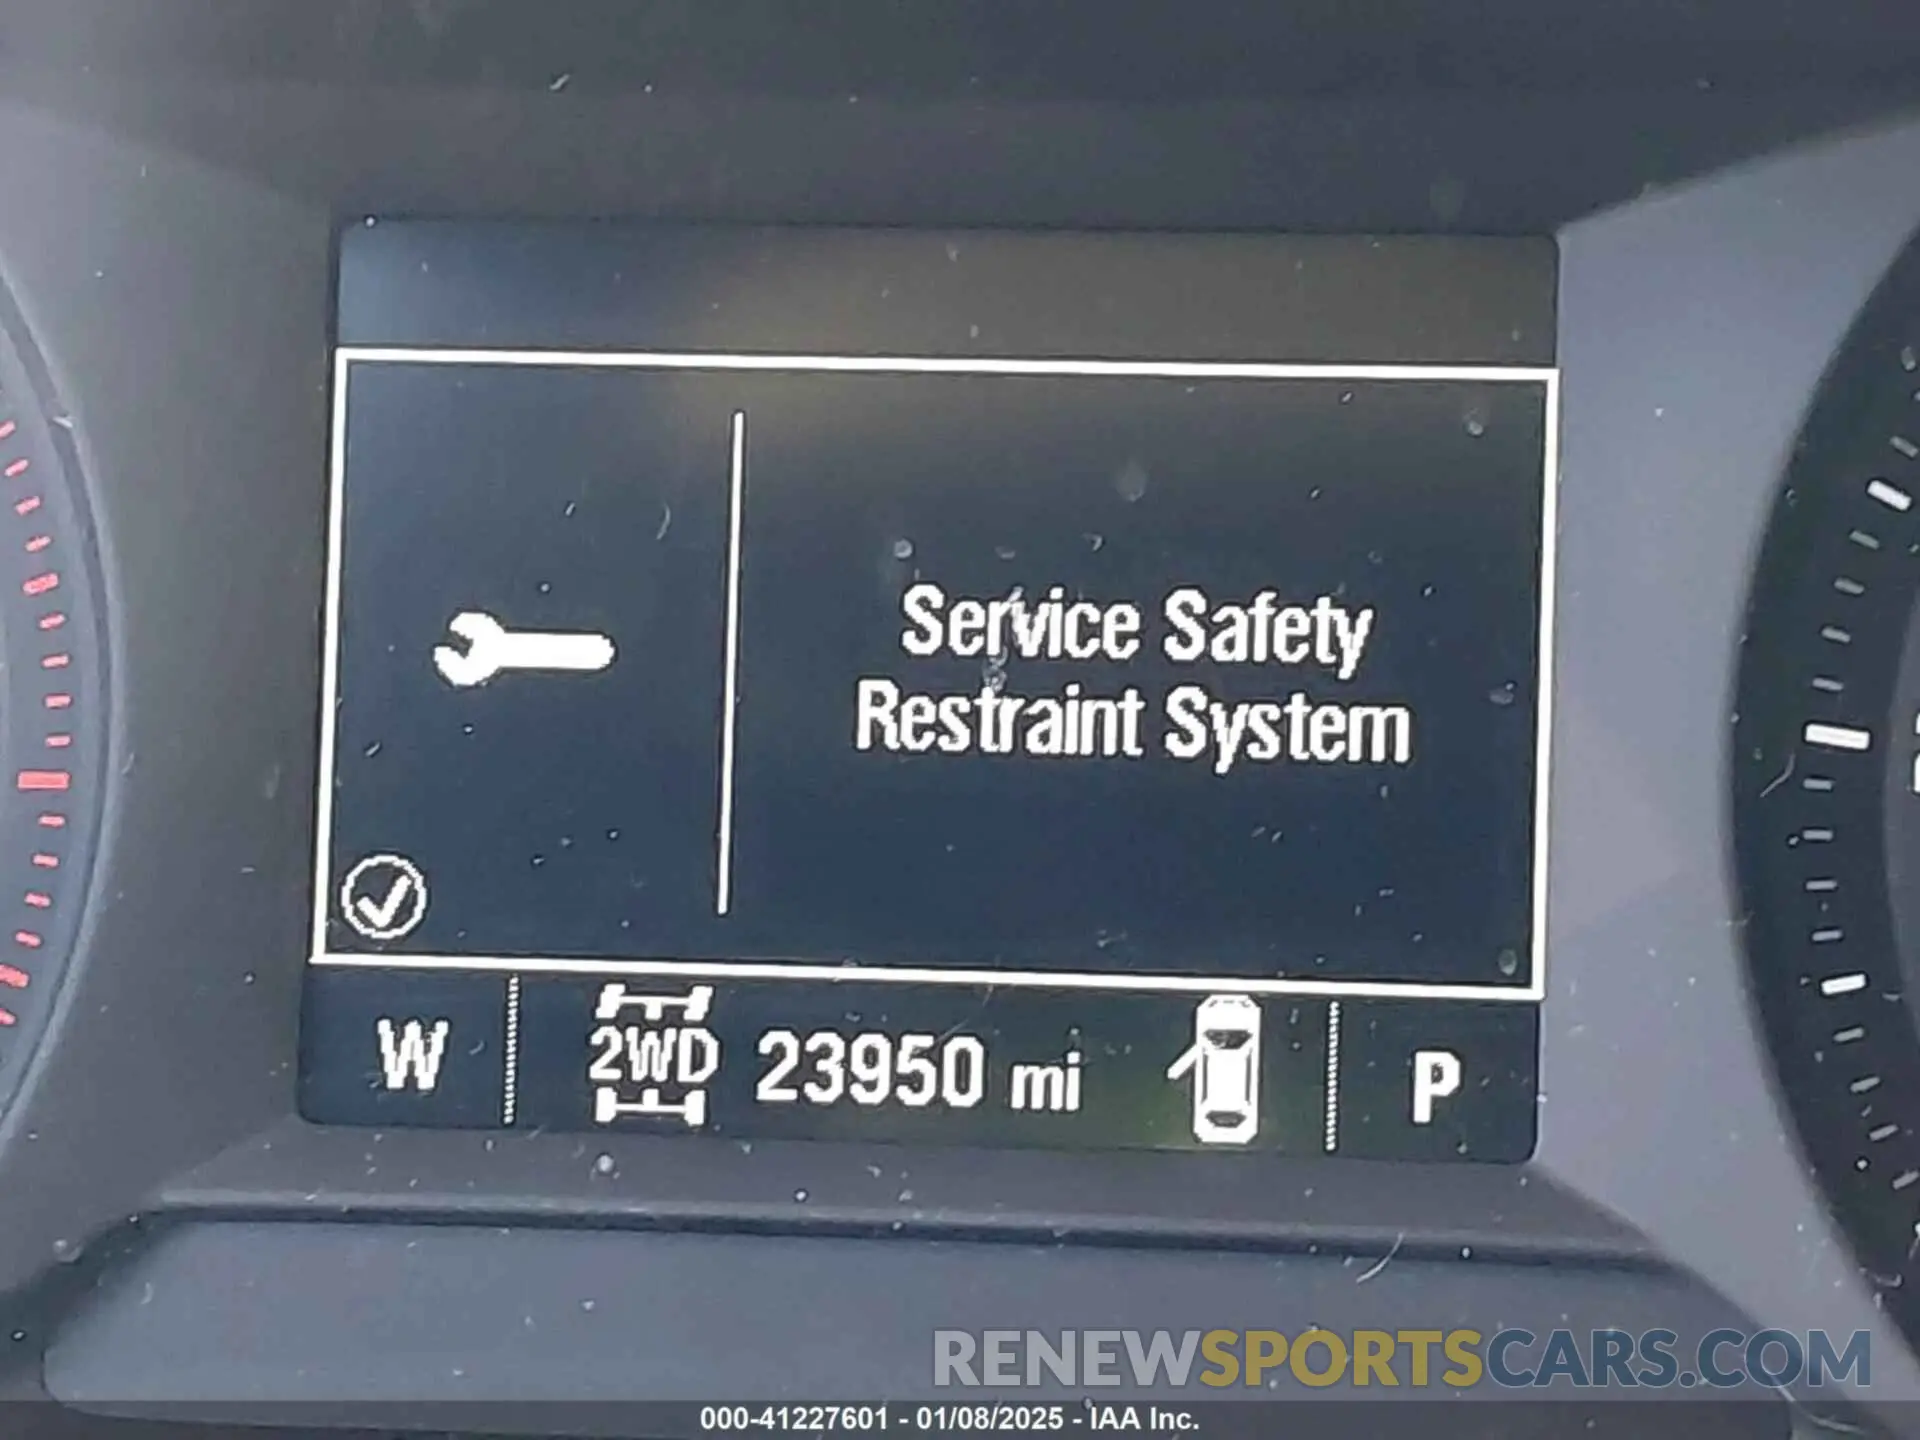 Service Safety
Restraint System
W 2WD 23950 mi P
RENEWSPORTSCARS.COM
000-41227601 - 01/08/2025 - IAA Inc.